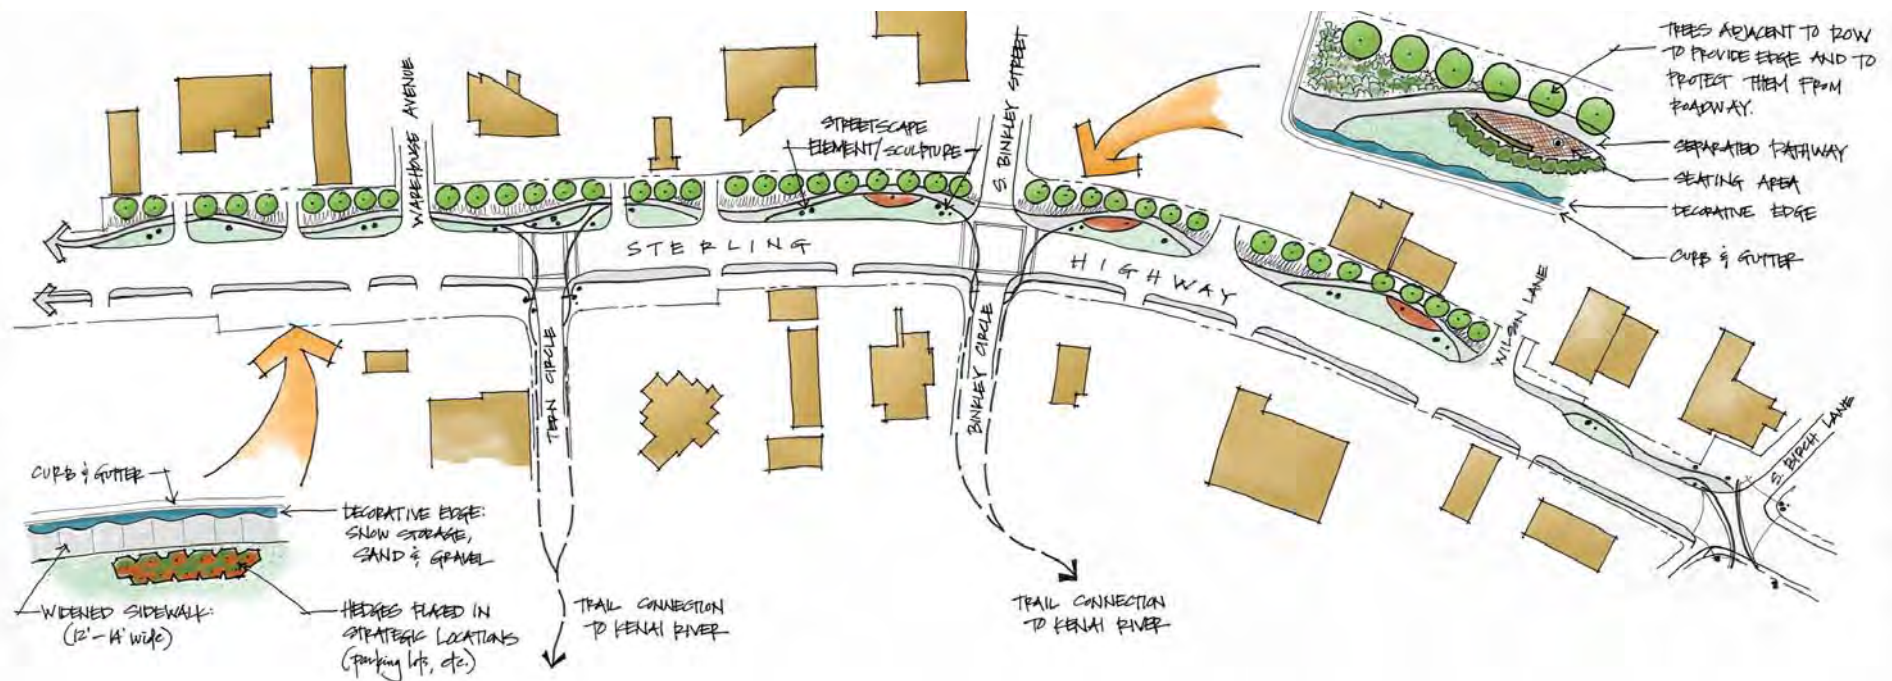 TREES ADJACENT TO ROW
TO PROVIDE EDGE AND TO
PROTECT THEM FROM
ROADWAY.
SEPARATED PATHWAY
SEATING AREA
DECORATIVE EDGE
CURB & GUTTER
WAREHOUSE AVENUE
STREETSCAPE
ELEMENT/SCULPTURE
S. BINKLEY STREET
STERLING
HIGHWAY
WILSON LANE
S. BIRCH LANE
TERN CIRCLE
BINKLEY CIRCLE
CURB & GUTTER
DECORATIVE EDGE:
SNOW STORAGE,
SAND & GRAVEL
WIDENED SIDEWALK:
(12'-14' wide)
HEDGES PLACED IN
STRATEGIC LOCATIONS
(parking lots, etc.)
TRAIL CONNECTION
TO KENAI RIVER
TRAIL CONNECTION
TO KENAI RIVER